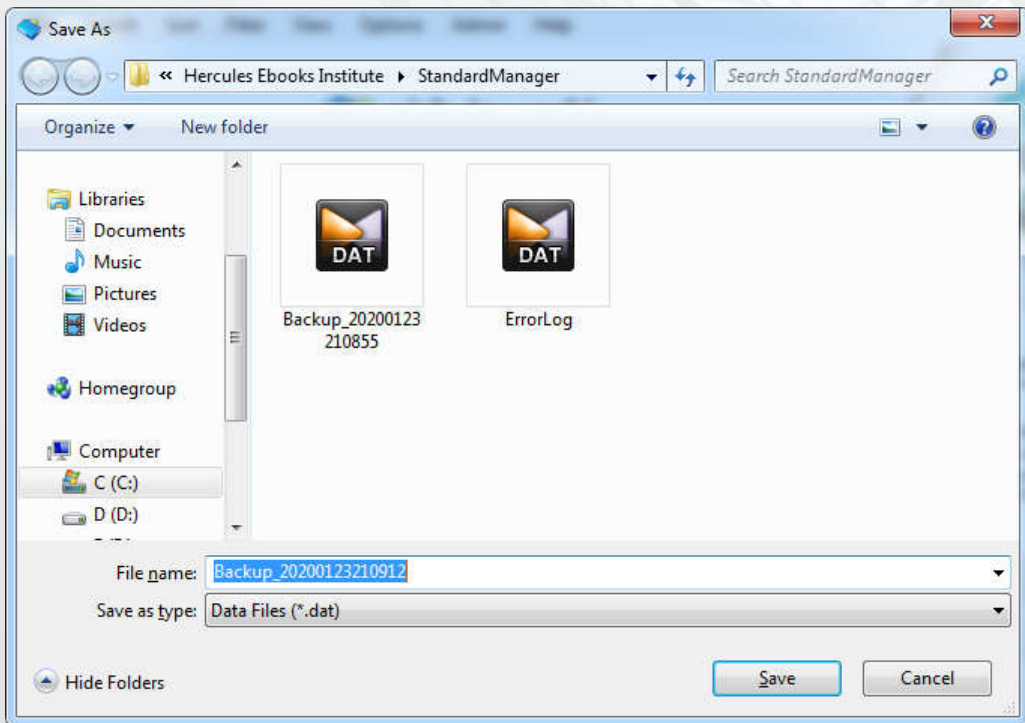 Save As
« Hercules Ebooks Institute ▸ StandardManager
Search StandardManager
Organize
New folder
Libraries
Documents
Music
Pictures
Videos
Homegroup
Computer
C (C:)
D (D:)
DAT
Backup_20200123
210855
DAT
ErrorLog
File name: Backup_20200123210912
Save as type: Data Files (*.dat)
Hide Folders
Save
Cancel